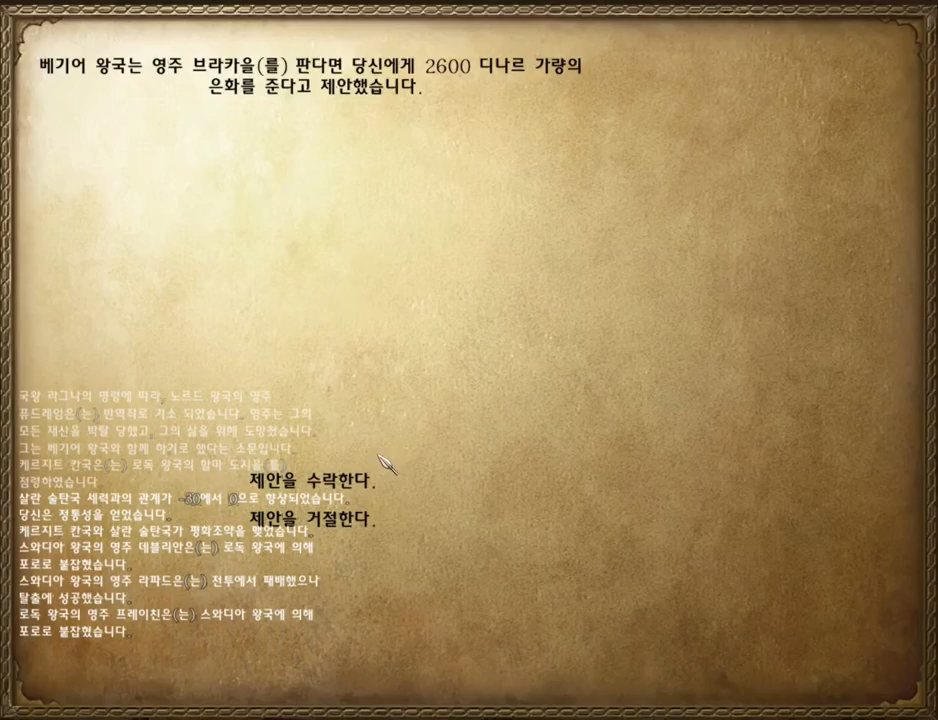 베기어 왕국는 영주 브라카을(를) 판다면 당신에게 2600 디나르 가량의
은화를 준다고 제안했습니다.
국왕 라그나의 명령에 따라, 노르드 왕국의 영주
퓨드레임은(는) 반역죄로 기소 되었습니다. 영주는 그의
모든 재산을 박탈 당했고, 그의 삶을 위해 도망쳤습니다.
그는 베기어 왕국와 함께 하기로 했다는 소문입니다.
케르지트 칸국은(는) 로독 왕국의 할마 도시을(를)
점령하였습니다.
제안을 수락한다.
살란 술탄국 세력과의 관계가 -30에서 0으로 향상되었습니다.
당신은 정통성을 얻었습니다.
제안을 거절한다.
케르지트 칸국와 살란 술탄국가 평화조약을 맺었습니다.
스와디아 왕국의 영주 데블리안은(는) 로독 왕국에 의해
포로로 붙잡혔습니다.
스와디아 왕국의 영주 라파드은(는) 전투에서 패배했으나
탈출에 성공했습니다.
로독 왕국의 영주 프레이친은(는) 스와디아 왕국에 의해
포로로 붙잡혔습니다.